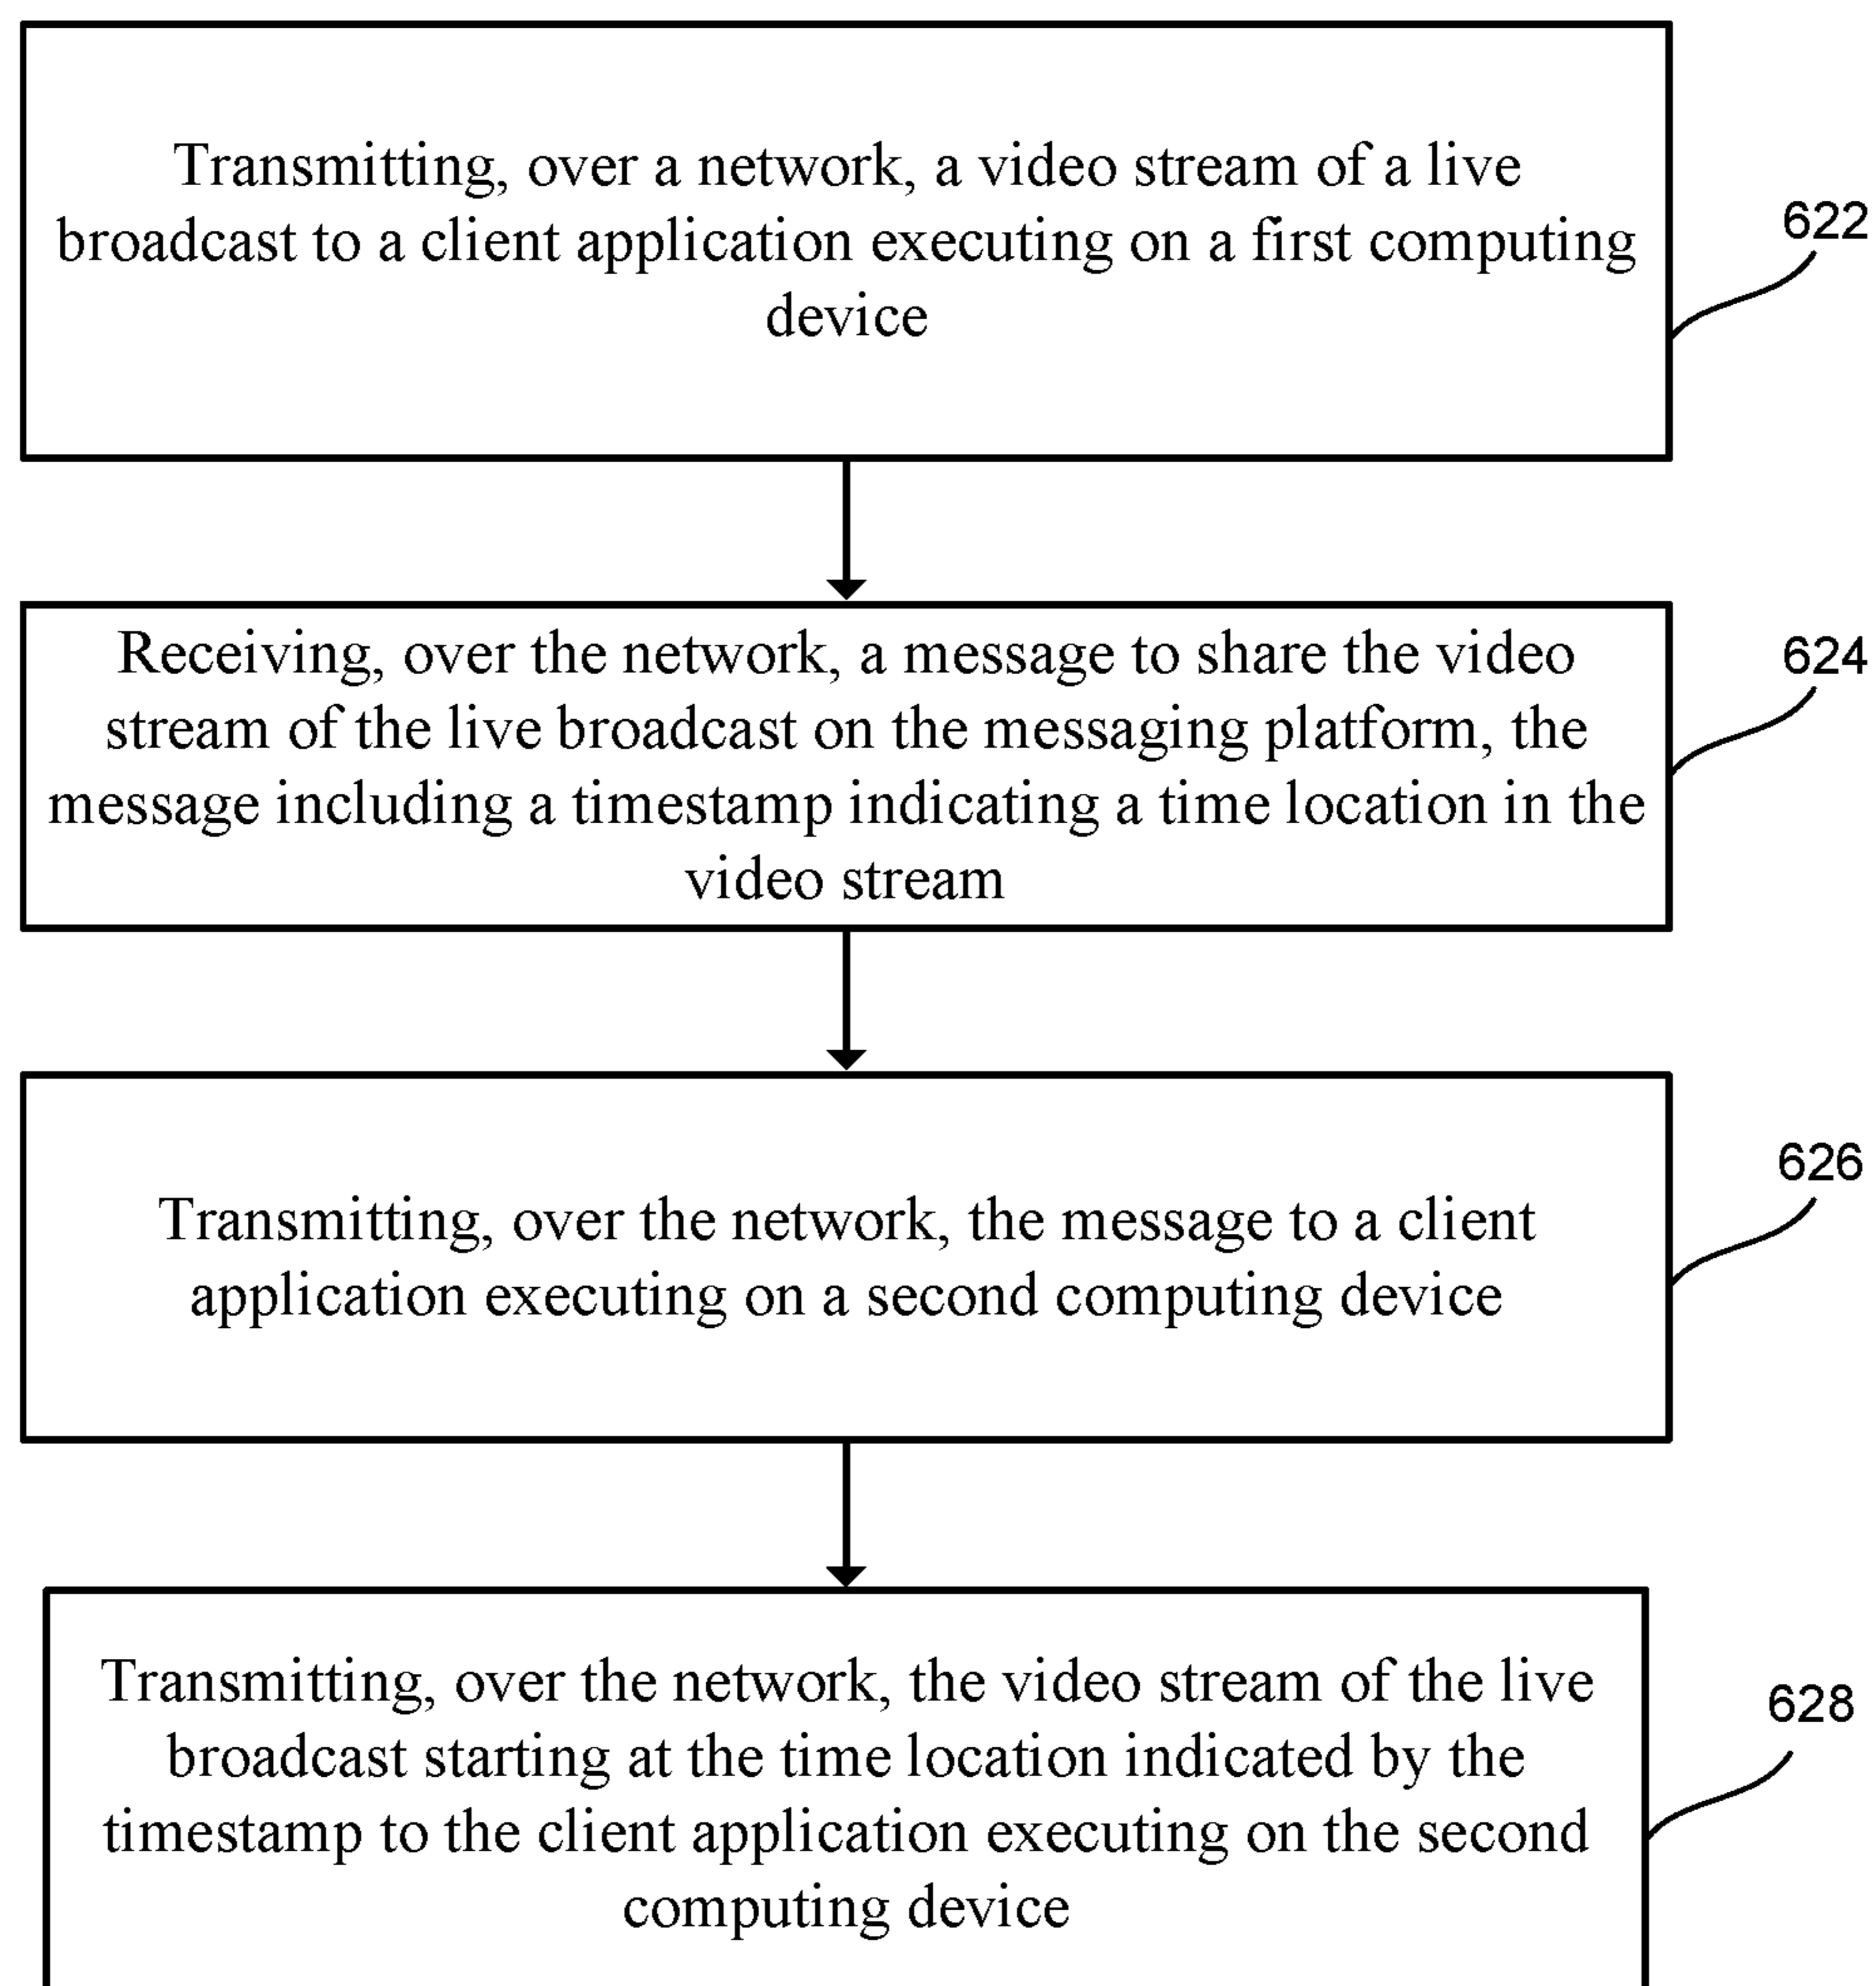 Transmitting, over a network, a video stream of a live
broadcast to a client application executing on a first computing
device
622
Receiving, over the network, a message to share the video
stream of the live broadcast on the messaging platform, the
message including a timestamp indicating a time location in the
video stream
624
Transmitting, over the network, the message to a client
application executing on a second computing device
626
Transmitting, over the network, the video stream of the live
broadcast starting at the time location indicated by the
timestamp to the client application executing on the second
computing device
628